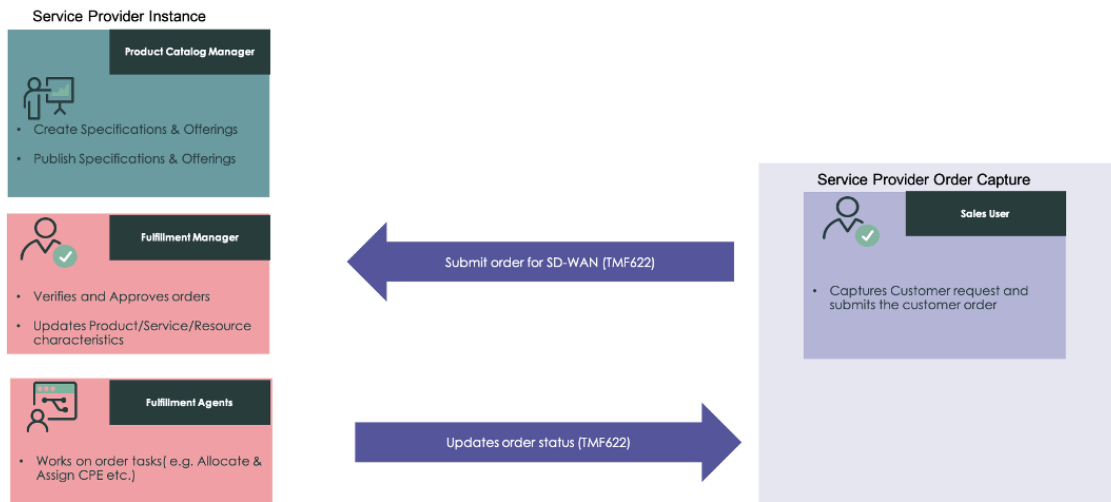 Service Provider Instance
Product Catalog Manager
• Create Specifications & Offerings
• Publish Specifications & Offerings
Fulfillment Manager
• Verifies and Approves orders
• Updates Product/Service/Resource
characteristics
Fulfillment Agents
• Works on order tasks( e.g. Allocate &
Assign CPE etc.)
Submit order for SD-WAN (TMF622)
Updates order status (TMF622)
Service Provider Order Capture
Sales User
• Captures Customer request and
submits the customer order